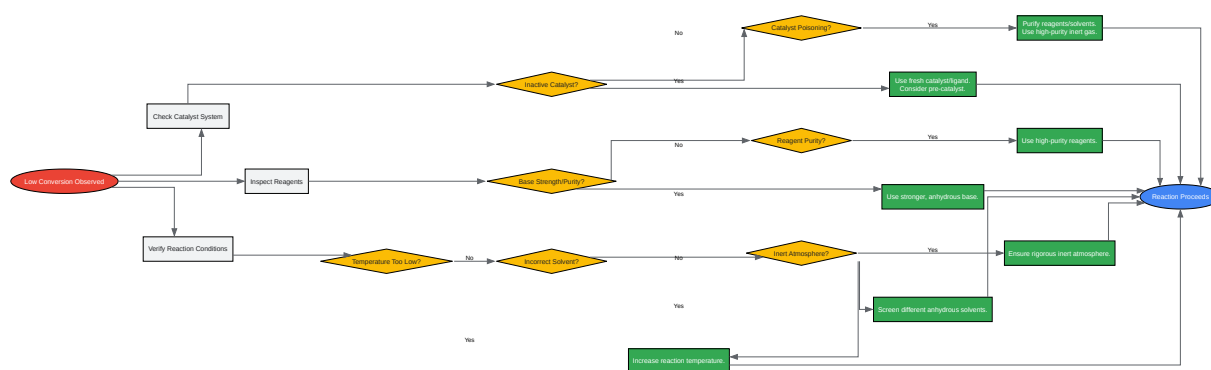 Catalyst Poisoning?
Yes
Purify reagents/solvents.
Use high-purity inert gas.
No
Inactive Catalyst?
Yes
Use fresh catalyst/ligand.
Consider pre-catalyst.
Check Catalyst System
Reagent Purity?
Yes
Use high-purity reagents.
No
Low Conversion Observed
Inspect Reagents
Base Strength/Purity?
Yes
Use stronger, anhydrous base.
Reaction Proceeds
Verify Reaction Conditions
Temperature Too Low?
No
Incorrect Solvent?
No
Inert Atmosphere?
Yes
Ensure rigorous inert atmosphere.
Yes
Screen different anhydrous solvents.
Yes
Increase reaction temperature.